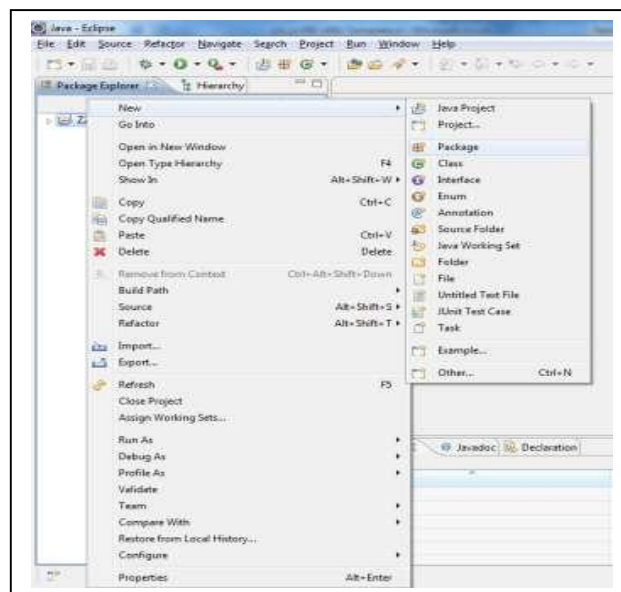 Java - Eclipse
File Edit Source Refactor Navigate Search Project Run Window Help
Package Explorer Hierarchy
New
Go Into
Open in New Window
Open Type Hierarchy F4
Show In Alt+Shift+W
Copy Ctrl+C
Copy Qualified Name
Paste Ctrl+V
Delete Delete
Remove from Context Ctrl+Alt+Shift+Down
Build Path
Source Alt+Shift+S
Refactor Alt+Shift+T
Import...
Export...
Refresh F5
Close Project
Assign Working Sets...
Run As
Debug As
Profile As
Validate
Team
Compare With
Restore from Local History...
Configure
Properties Alt+Enter
Java Project
Project...
Package
Class
Interface
Enum
Annotation
Source Folder
Java Working Set
Folder
File
Untitled Text File
JUnit Test Case
Task
Example...
Other... Ctrl+N
Javadoc Declaration